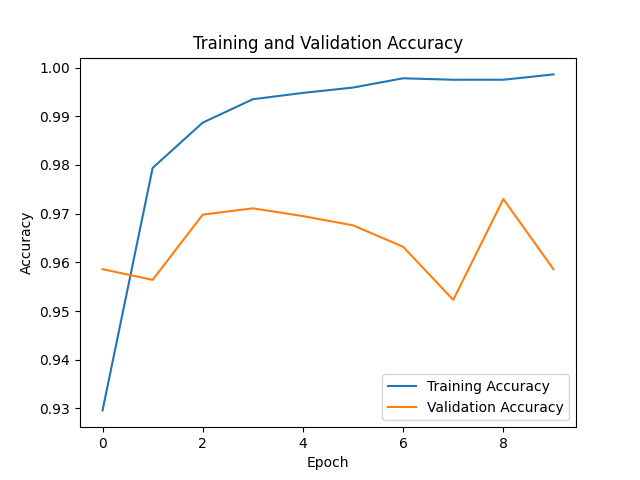 Training and Validation Accuracy
1.00
0.99
0.98
0.97
0.96
0.95
0.94
0.93
Accuracy
Training Accuracy
Validation Accuracy
0
2
4
6
8
Epoch